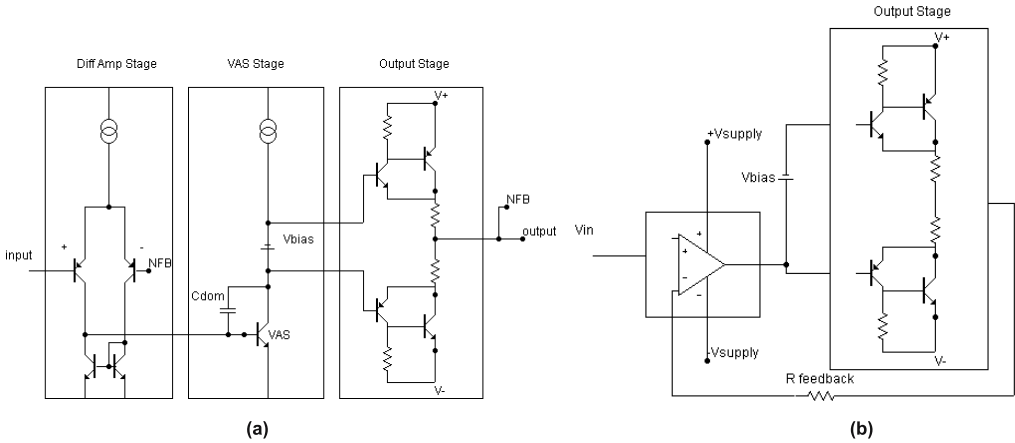 Diff Amp Stage
VAS Stage
Output Stage
V+
NFB
output
input
+
-
NFB
Vbias
Cdom
VAS
V-
(a)
Output Stage
V+
+Vsupply
Vbias
Vin
+
+
-
-
-Vsupply
V-
R feedback
(b)